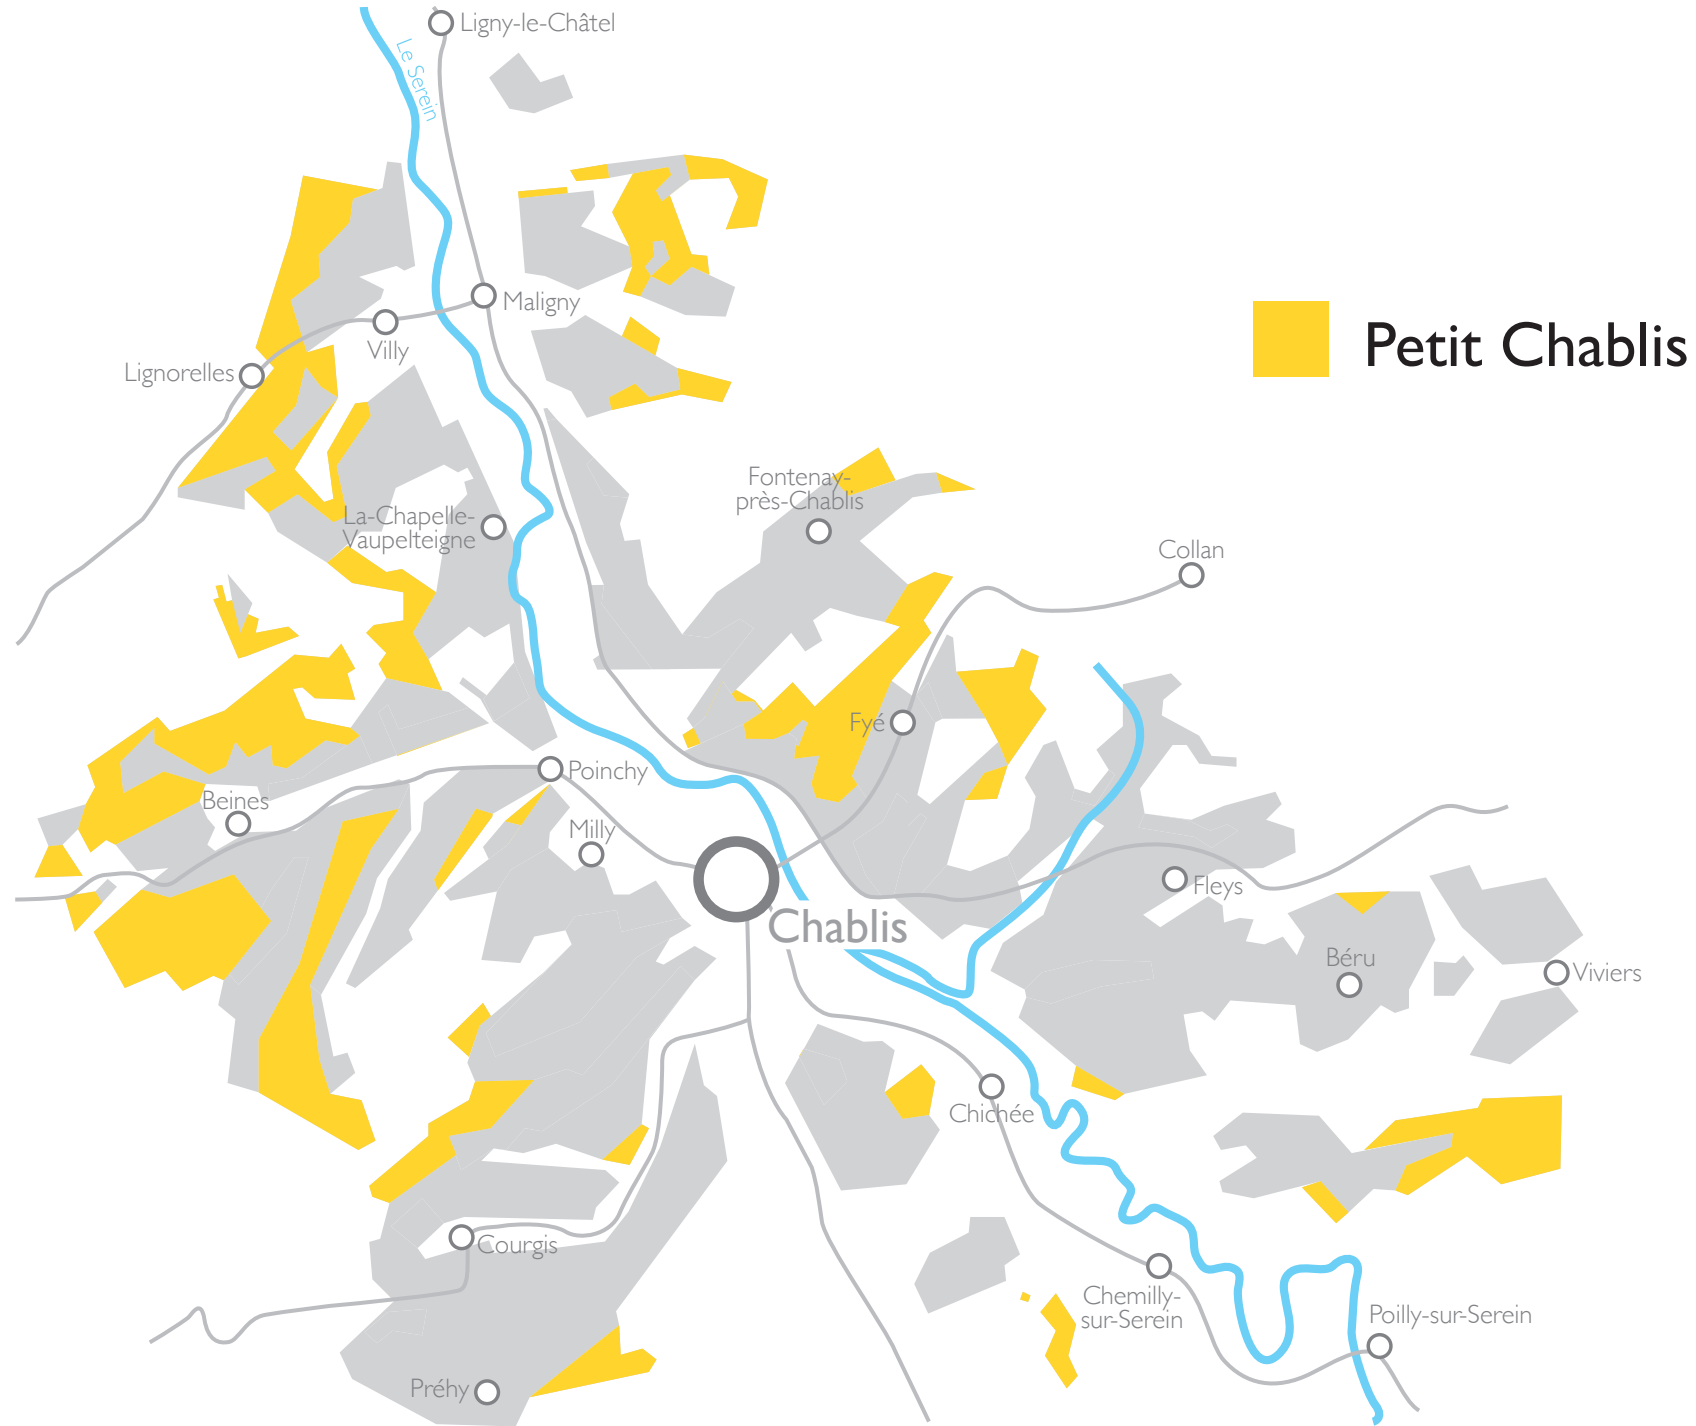 Ligny-le-Châtel
Le Serein
Maligny
Villy
Lignorelles
Petit Chablis
Fontenay-
près-Chablis
La-Chapelle-
Vaupelteigne
Collan
Fyé
Poinchy
Beines
Milly
Fleys
Chablis
Béru
Viviers
Chichée
Courgis
Chemilly-
sur-Serein
Poilly-sur-Serein
Préhy